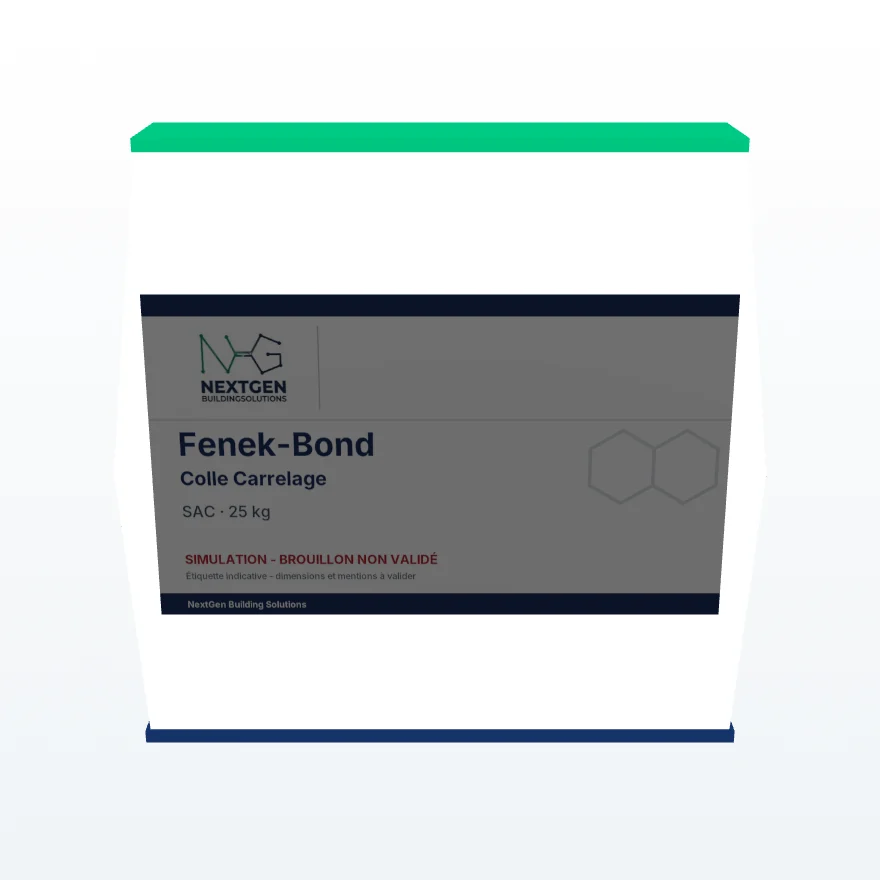 NEXTGEN
BUILDINGSOLUTIONS
Fenek-Bond
Colle Carrelage
SAC · 25 kg
SIMULATION - BROUILLON NON VALIDÉ
Étiquette indicative - dimensions et mentions à valider
NextGen Building Solutions